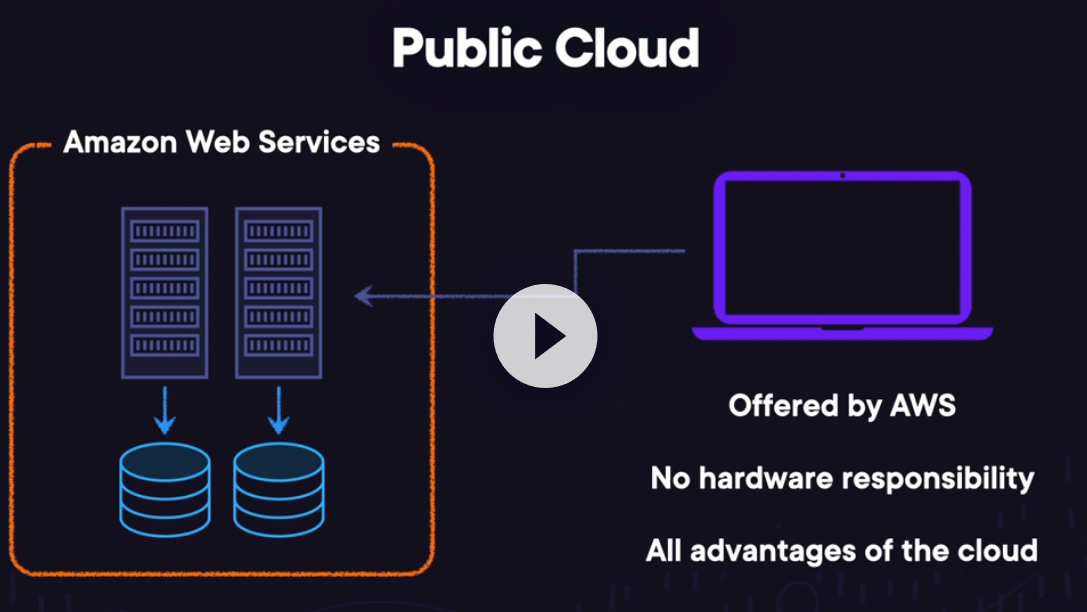 Public Cloud
Amazon Web Services
Offered by AWS
No hardware responsibility
All advantages of the cloud